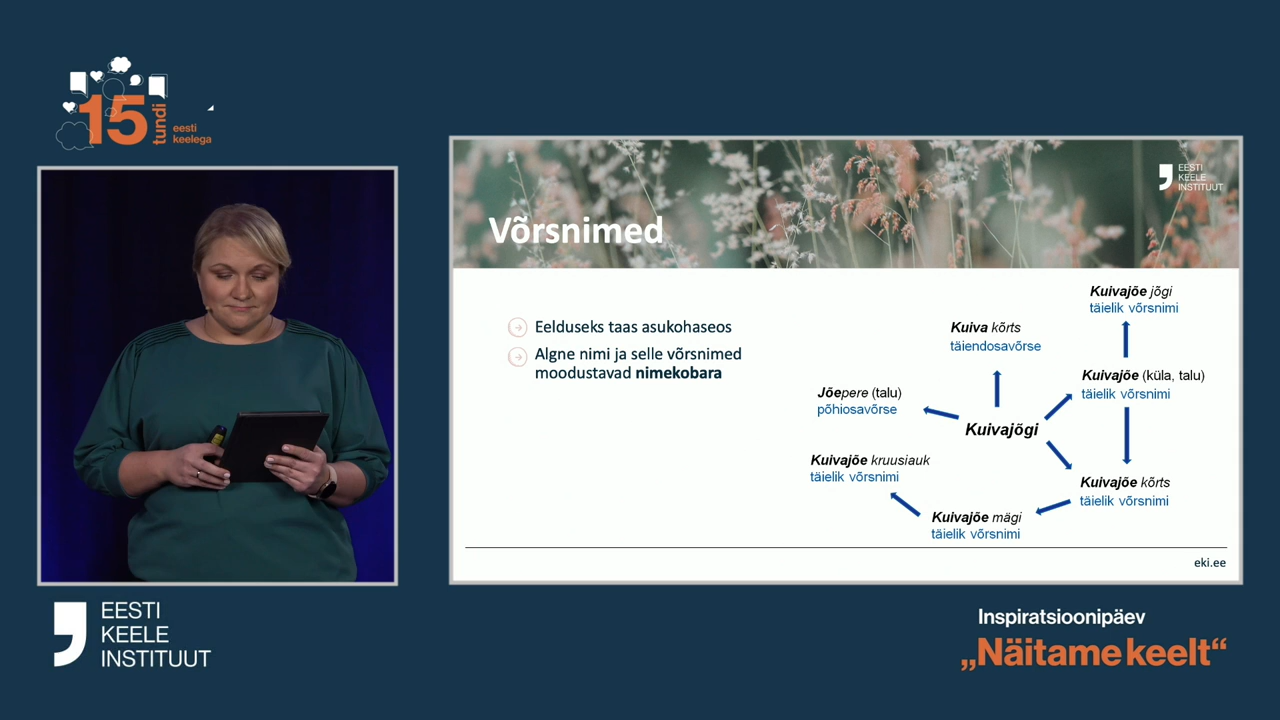 15 tundi
eesti
keelega
EESTI
KEELE
INSTITUUT
Võrsnimed
Eelduseks taas asukohaseos
Algne nimi ja selle võrsnimed
moodustavad nimekobara
Kuivajõe jõgi
täielik võrsnimi
Kuiva kõrts
täiendosavõrse
Kuivajõe (küla, talu)
täielik võrsnimi
Jõepere (talu)
põhiosavõrse
Kuivajõgi
Kuivajõe kruusiauk
täielik võrsnimi
Kuivajõe kõrts
täielik võrsnimi
Kuivajõe mägi
täielik võrsnimi
eki.ee
EESTI
KEELE
INSTITUUT
Inspiratsioonipäev
„Näitame keelt“